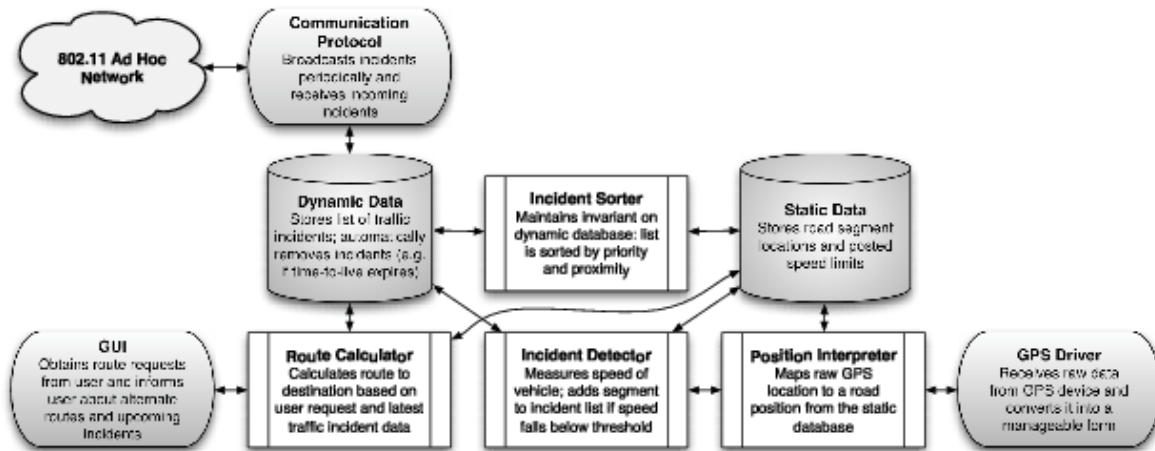 802.11 Ad Hoc
Network
Communication
Protocol
Broadcasts incidents
periodically and
receives incoming
incidents
Dynamic Data
Stores list of traffic
incidents; automatically
removes incidents (e.g.
if time-to-live expires)
Incident Sorter
Maintains invariant on
dynamic database: list
is sorted by priority
and proximity
Static Data
Stores road segment
locations and posted
speed limits
GUI
Obtains route requests
from user and informs
user about alternate
routes and upcoming
incidents
Route Calculator
Calculates route to
destination based on
user request and latest
traffic incident data
Incident Detector
Measures speed of
vehicle; adds segment
to incident list if speed
falls below threshold
Position Interpreter
Maps raw GPS
location to a road
position from the static
database
GPS Driver
Receives raw data
from GPS device and
converts it into a
manageable form